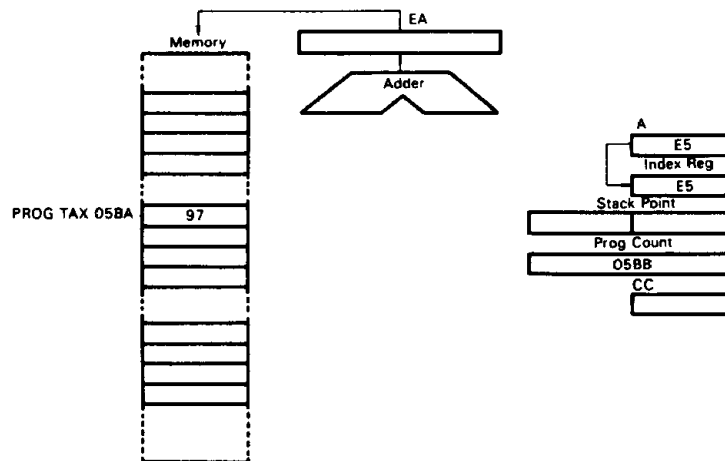 EA
Memory
Adder
A
E5
Index Reg
E5
Stack Point
PROG TAX 05BA 97
Prog Count
05BB
CC